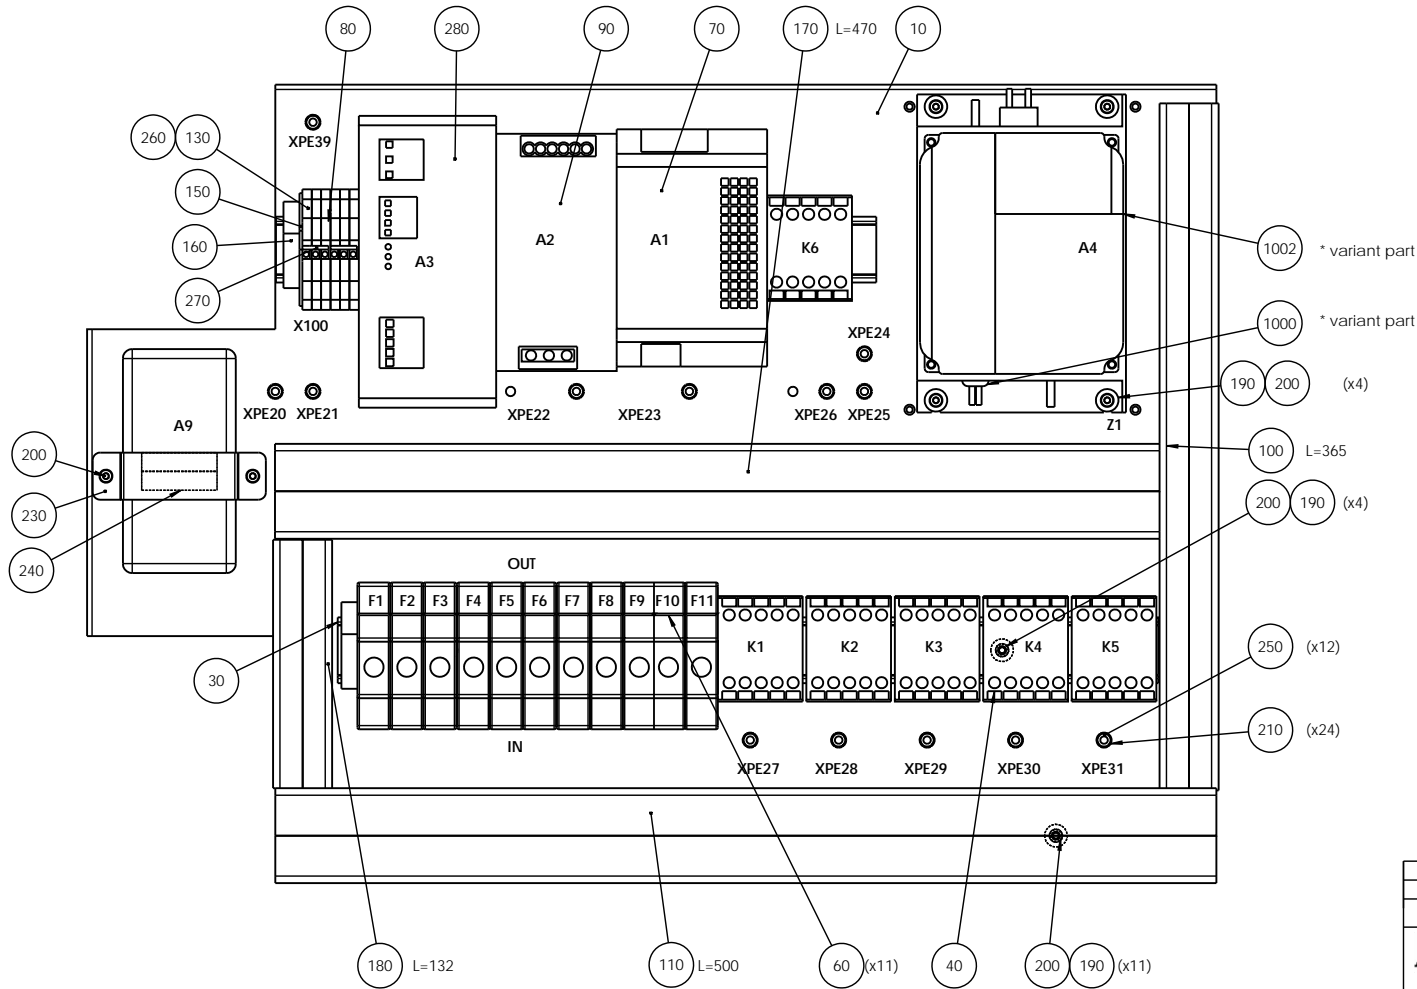 80
280
90
70
170 L=470
10
260 130
XPE39
150
160
270
X100
A3
A2
A1
K6
A4
1002 * variant part
1000 * variant part
XPE24
190 200 (x4)
XPE20 XPE21 XPE22 XPE23 XPE26 XPE25
Z1
A9
200
230
240
100 L=365
200 190 (x4)
OUT
F1 F2 F3 F4 F5 F6 F7 F8 F9 F10 F11
K1 K2 K3 K4 K5
30
250 (x12)
210 (x24)
IN
XPE27 XPE28 XPE29 XPE30 XPE31
180 L=132
110 L=500
60 (x11)
40
200 190 (x11)